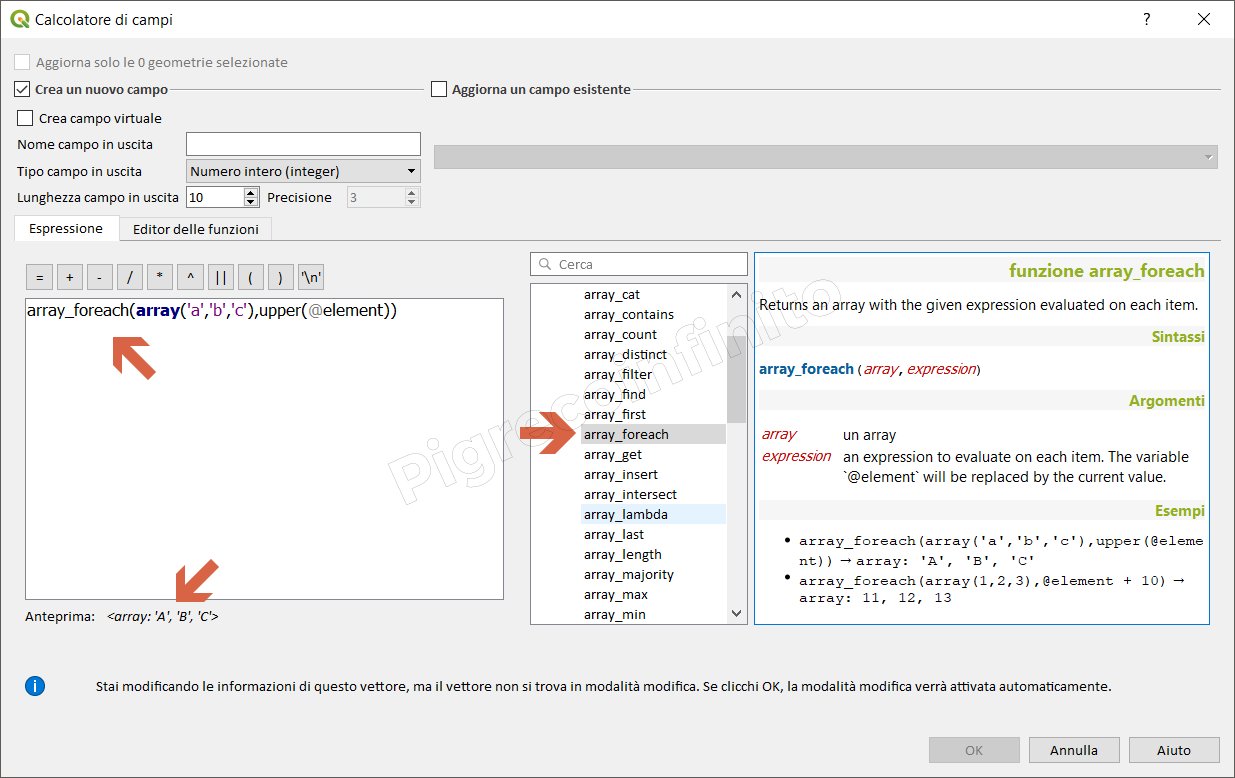 Calcolatore di campi
?
Aggiorna solo le 0 geometrie selezionate
Crea un nuovo campo
Aggiorna un campo esistente
Crea campo virtuale
Nome campo in uscita
Tipo campo in uscita
Numero intero (integer)
Lunghezza campo in uscita
10
Precisione
3
Espressione
Editor delle funzioni
= + - / * ^ || ( ) '\n'
array_foreach(array('a','b','c'),upper(@element))
Anteprima: <array: 'A', 'B', 'C'>
Cerca
array_cat
array_contains
array_count
array_distinct
array_filter
array_find
array_first
array_foreach
array_get
array_insert
array_intersect
array_lambda
array_last
array_length
array_majority
array_max
array_min
funzione array_foreach
Returns an array with the given expression evaluated on each item.
Sintassi
array_foreach (array, expression)
Argomenti
array un array
expression an expression to evaluate on each item. The variable
`@element` will be replaced by the current value.
Esempi
• array_foreach(array('a','b','c'),upper(@eleme
nt)) → array: 'A', 'B', 'C'
• array_foreach(array(1,2,3),@element + 10) →
array: 11, 12, 13
Pigrecoinfinito
i
Stai modificando le informazioni di questo vettore, ma il vettore non si trova in modalità modifica. Se clicchi OK, la modalità modifica verrà attivata automaticamente.
OK
Annulla
Aiuto